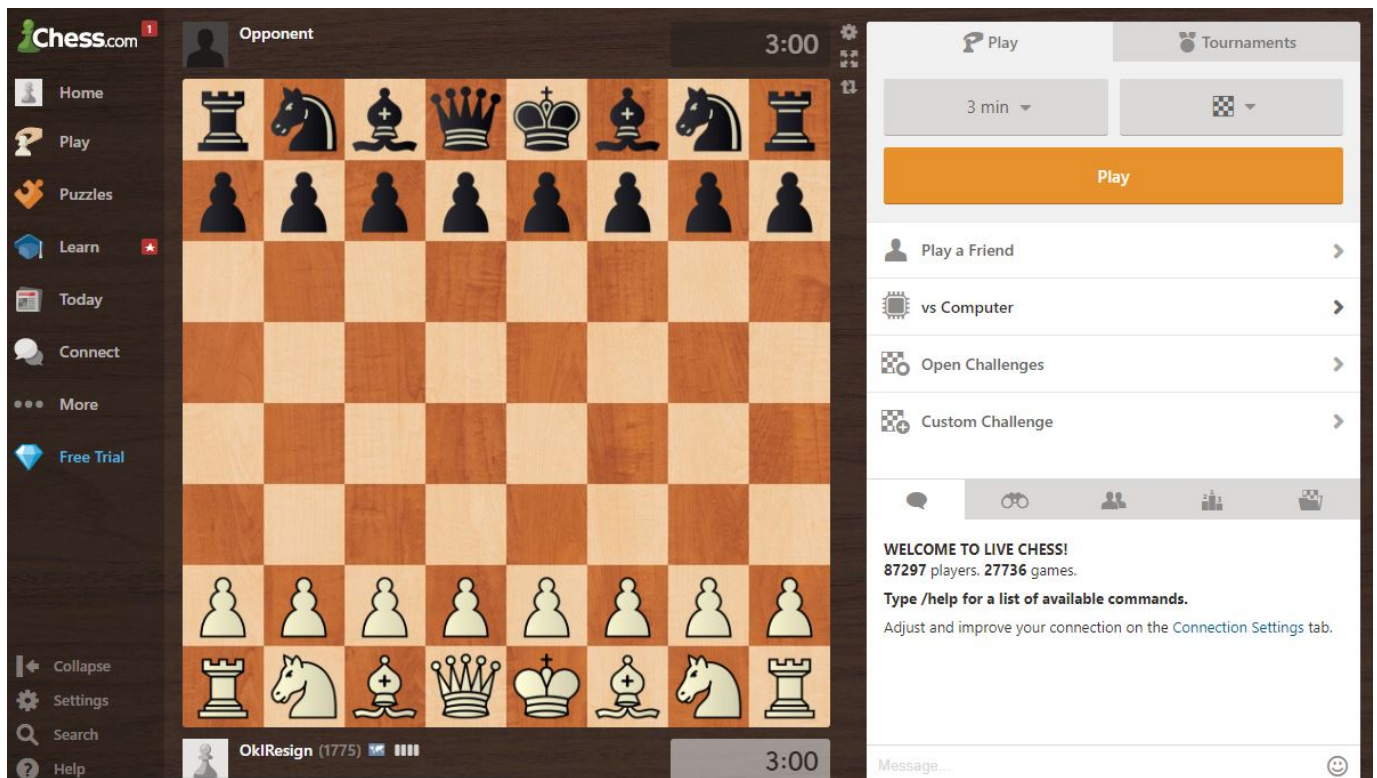 Chess.com
1
Home
Play
Puzzles
Learn
Today
Connect
More
Free Trial
Collapse
Settings
Search
Help
Opponent
3:00
OklResign (1775)
3:00
Play
Tournaments
3 min
Play
Play a Friend
vs Computer
Open Challenges
Custom Challenge
WELCOME TO LIVE CHESS!
87297 players. 27736 games.
Type /help for a list of available commands.
Adjust and improve your connection on the Connection Settings tab.
Message...